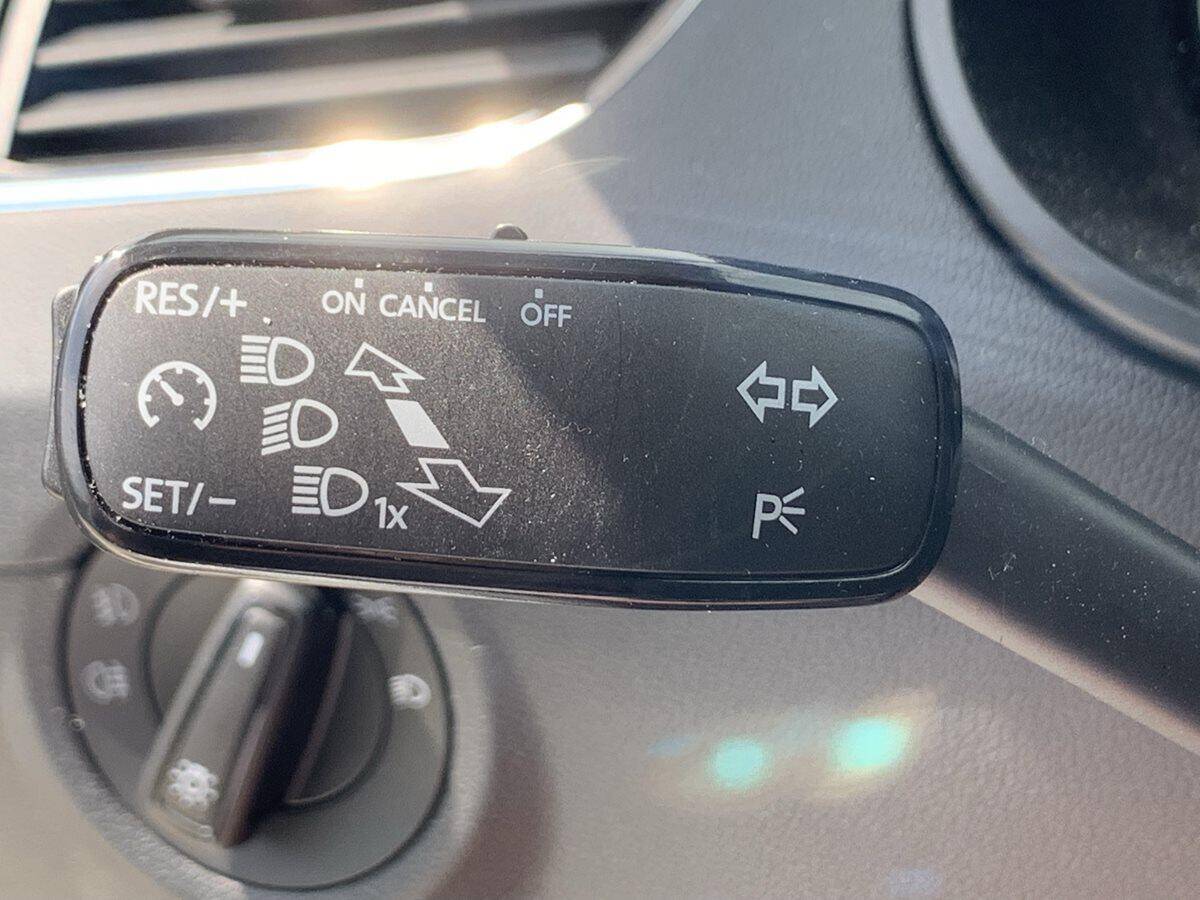 RES/+ ON CANCEL OFF
SET/− 1x
P